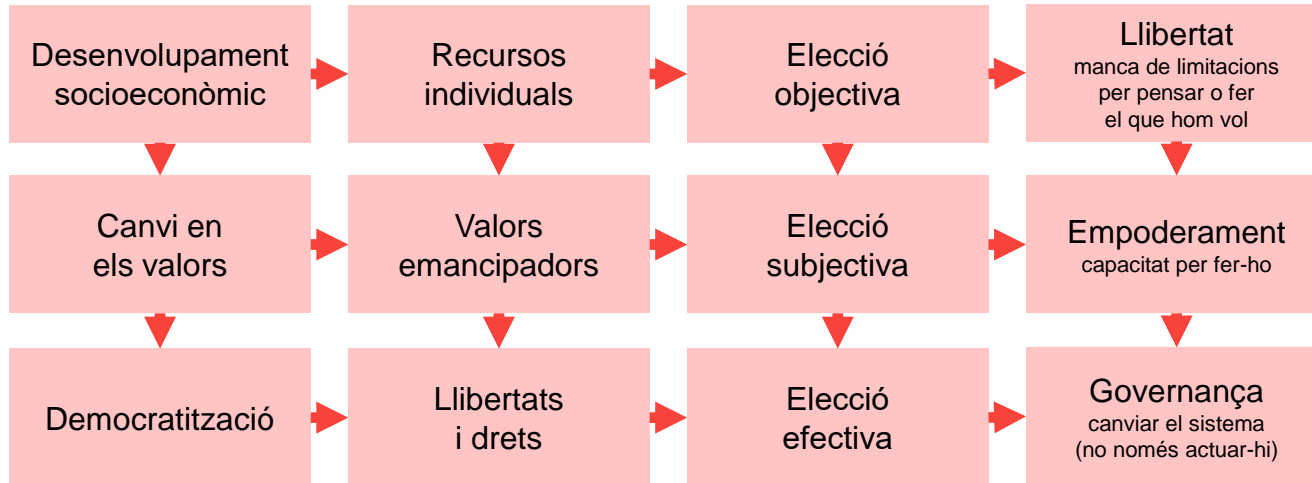 Desenvolupament
socioeconòmic
Recursos
individuals
Elecció
objectiva
Llibertat
manca de limitacions
per pensar o fer
el que hom vol
Canvi en
els valors
Valors
emancipadors
Elecció
subjectiva
Empoderament
capacitat per fer-ho
Democratització
Llibertats
i drets
Elecció
efectiva
Governança
canviar el sistema
(no només actuar-hi)